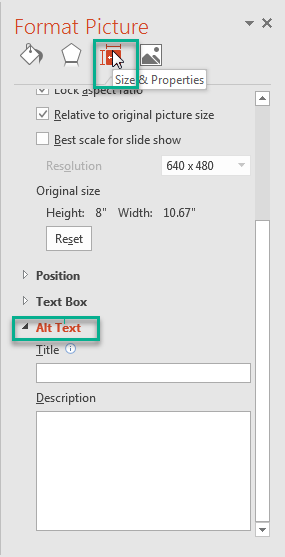 Format Picture
Size & Properties
Lock aspect ratio
Relative to original picture size
Best scale for slide show
Resolution 640 x 480
Original size
Height: 8" Width: 10.67"
Reset
Position
Text Box
Alt Text
Title
Description